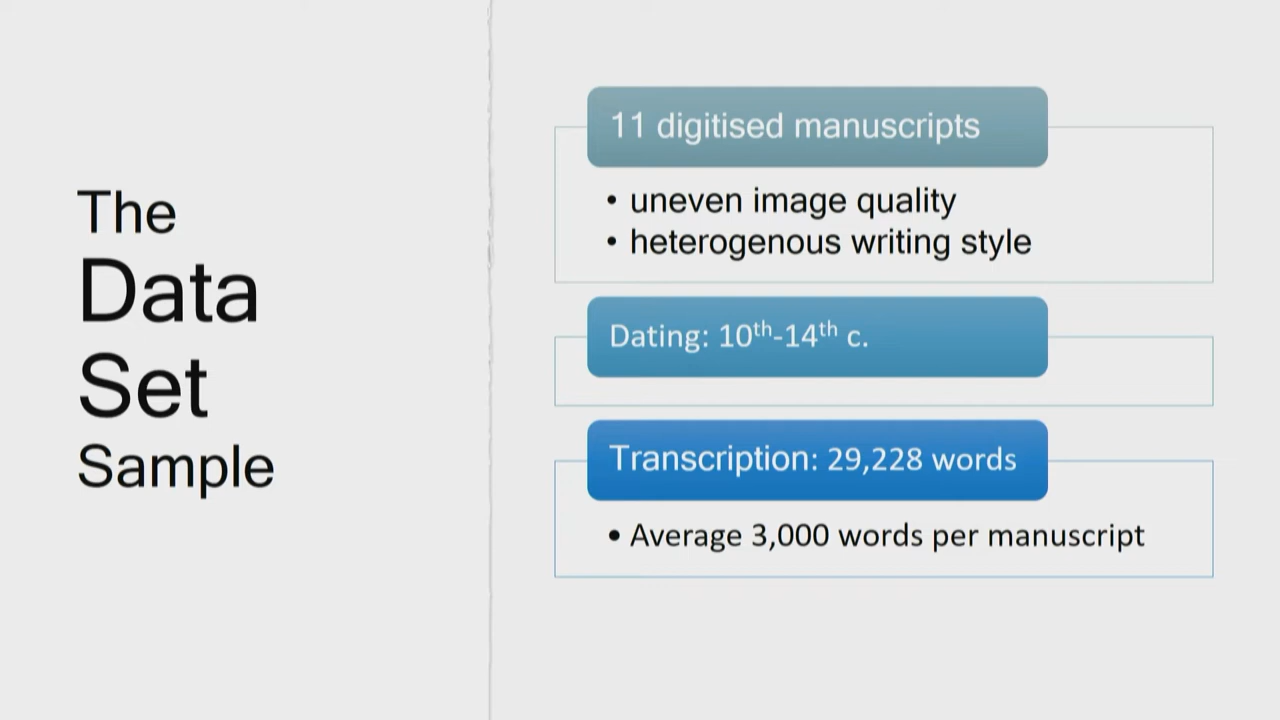 The
Data
Set
Sample
11 digitised manuscripts
• uneven image quality
• heterogenous writing style
Dating: 10th-14th c.
Transcription: 29,228 words
• Average 3,000 words per manuscript